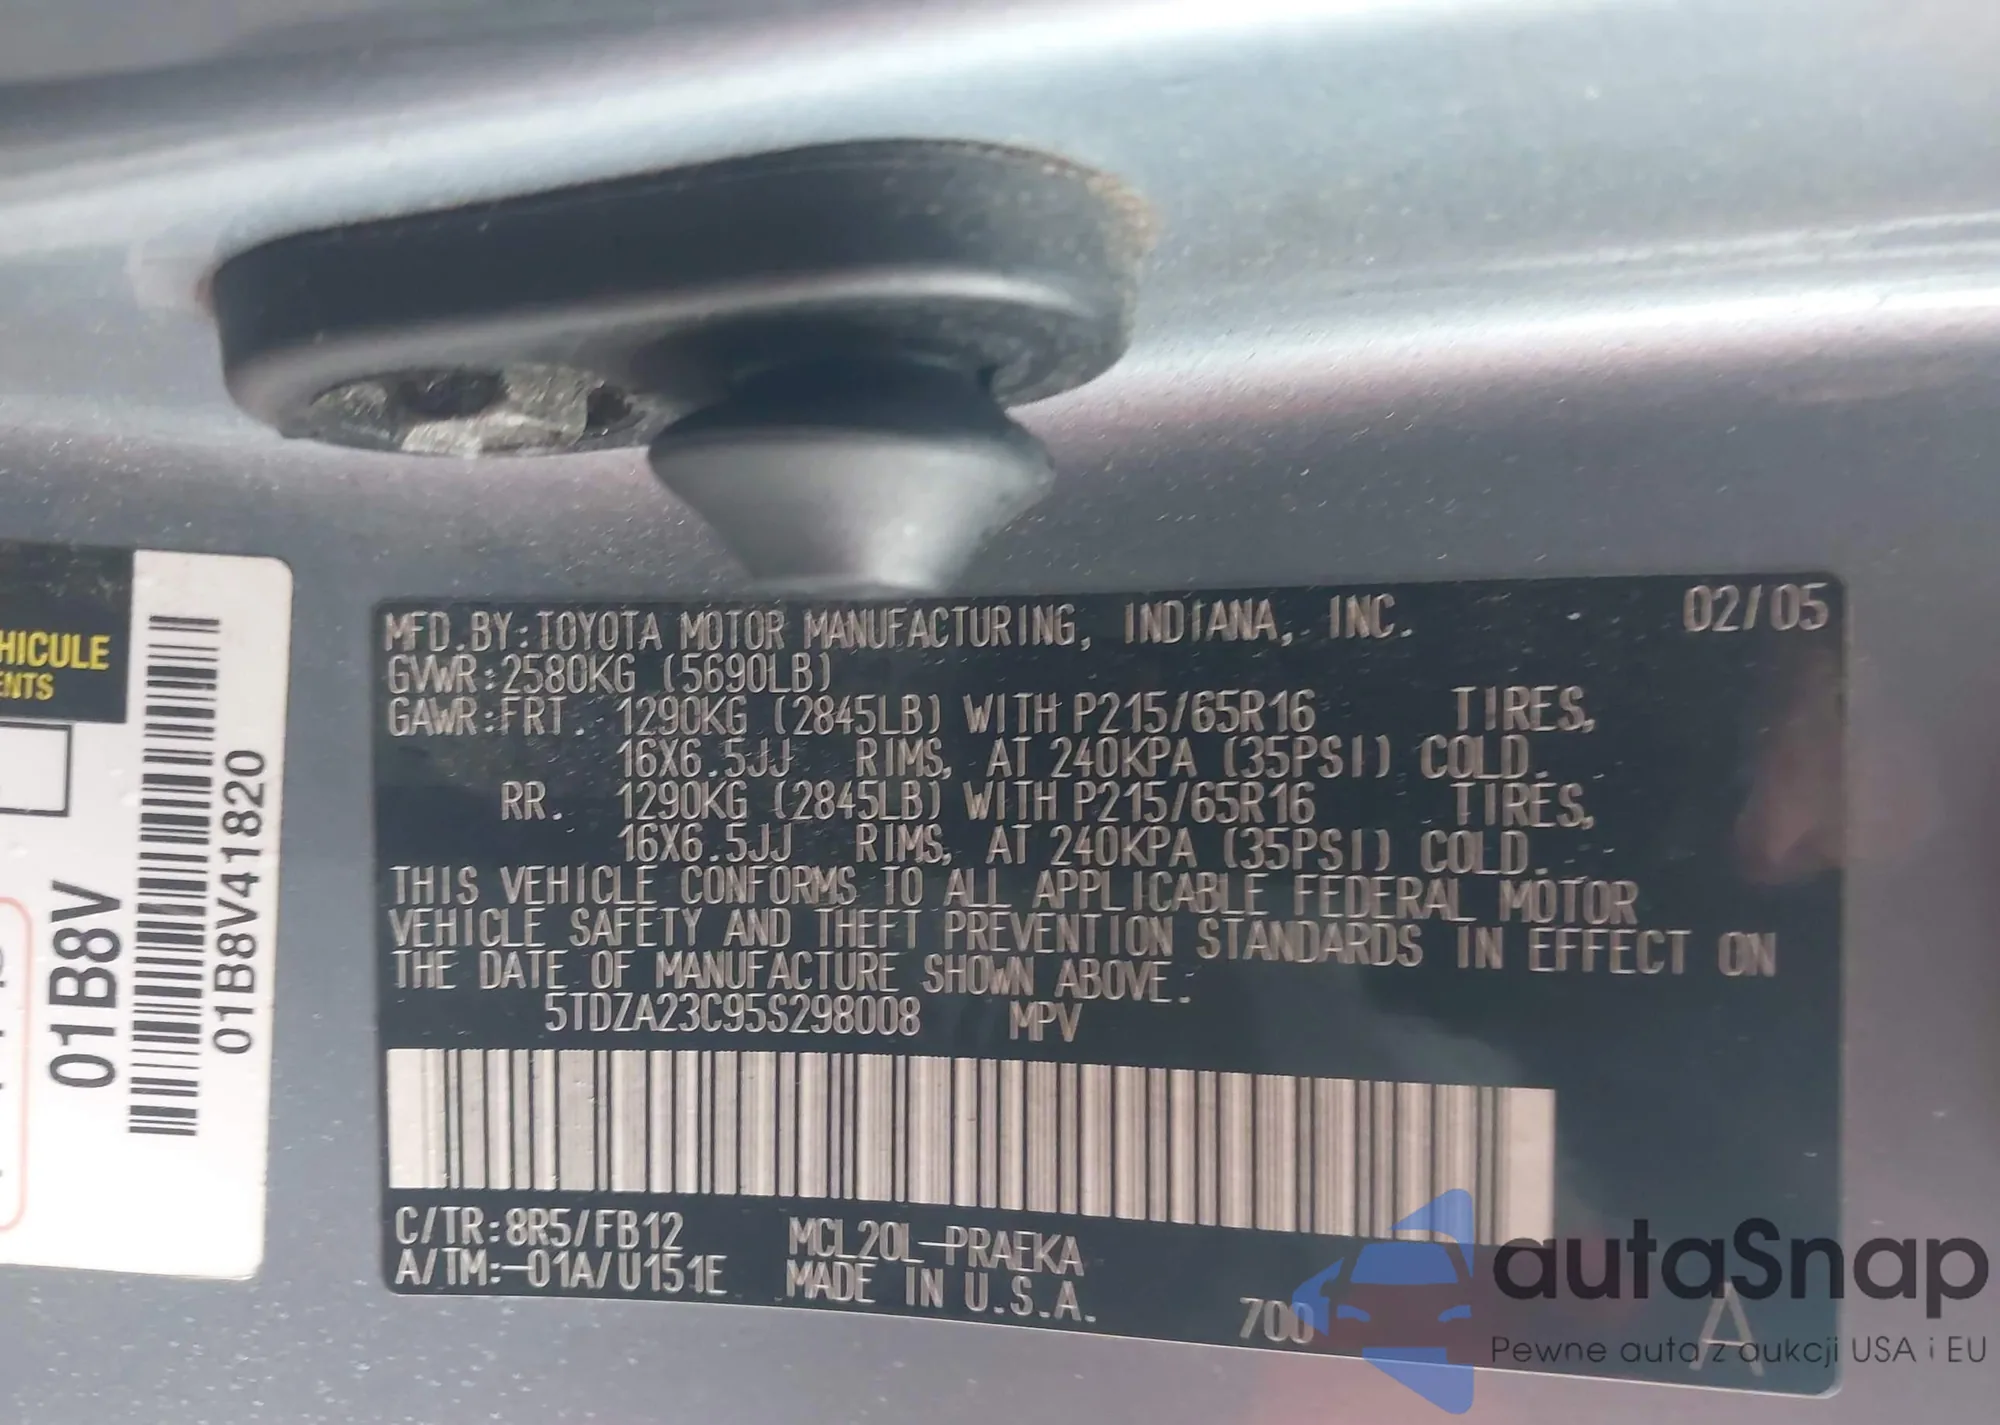 HICULE
ENTS
01B8V
01B8V41820
MFD.BY:TOYOTA MOTOR MANUFACTURING, INDIANA, INC. 02/05
GVWR:2580KG (5690LB)
GAWR:FRT. 1290KG (2845LB) WITH P215/65R16 TIRES,
16X6.5JJ RIMS, AT 240KPA (35PSI) COLD.
RR. 1290KG (2845LB) WITH P215/65R16 TIRES,
16X6.5JJ RIMS, AT 240KPA (35PSI) COLD.
THIS VEHICLE CONFORMS TO ALL APPLICABLE FEDERAL MOTOR
VEHICLE SAFETY AND THEFT PREVENTION STANDARDS IN EFFECT ON
THE DATE OF MANUFACTURE SHOWN ABOVE.
5TDZA23C95S298008 MPV
C/TR:8R5/FB12 MCL20L-PRAEKA
A/TM:-01A/U151E MADE IN U.S.A.
700 A
autaSnap
Pewne auta z aukcji USA i EU